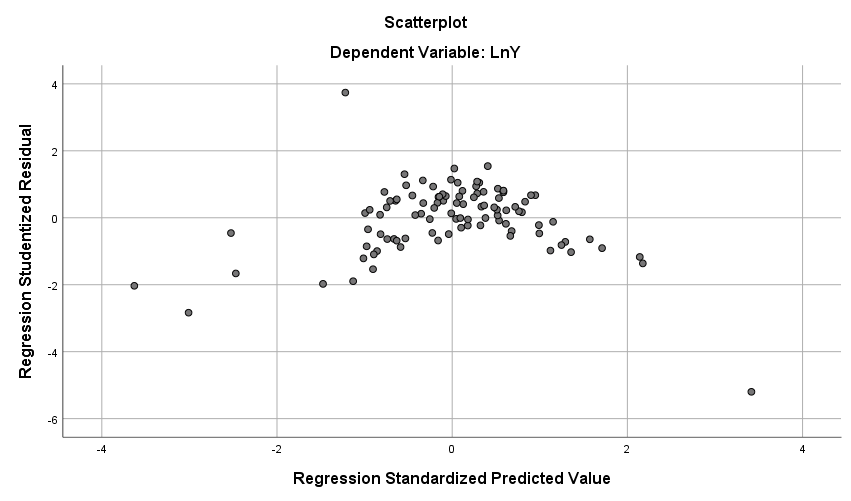 Scatterplot
Dependent Variable: LnY
Regression Studentized Residual
4
2
0
-2
-4
-6
-4
-2
0
2
4
Regression Standardized Predicted Value